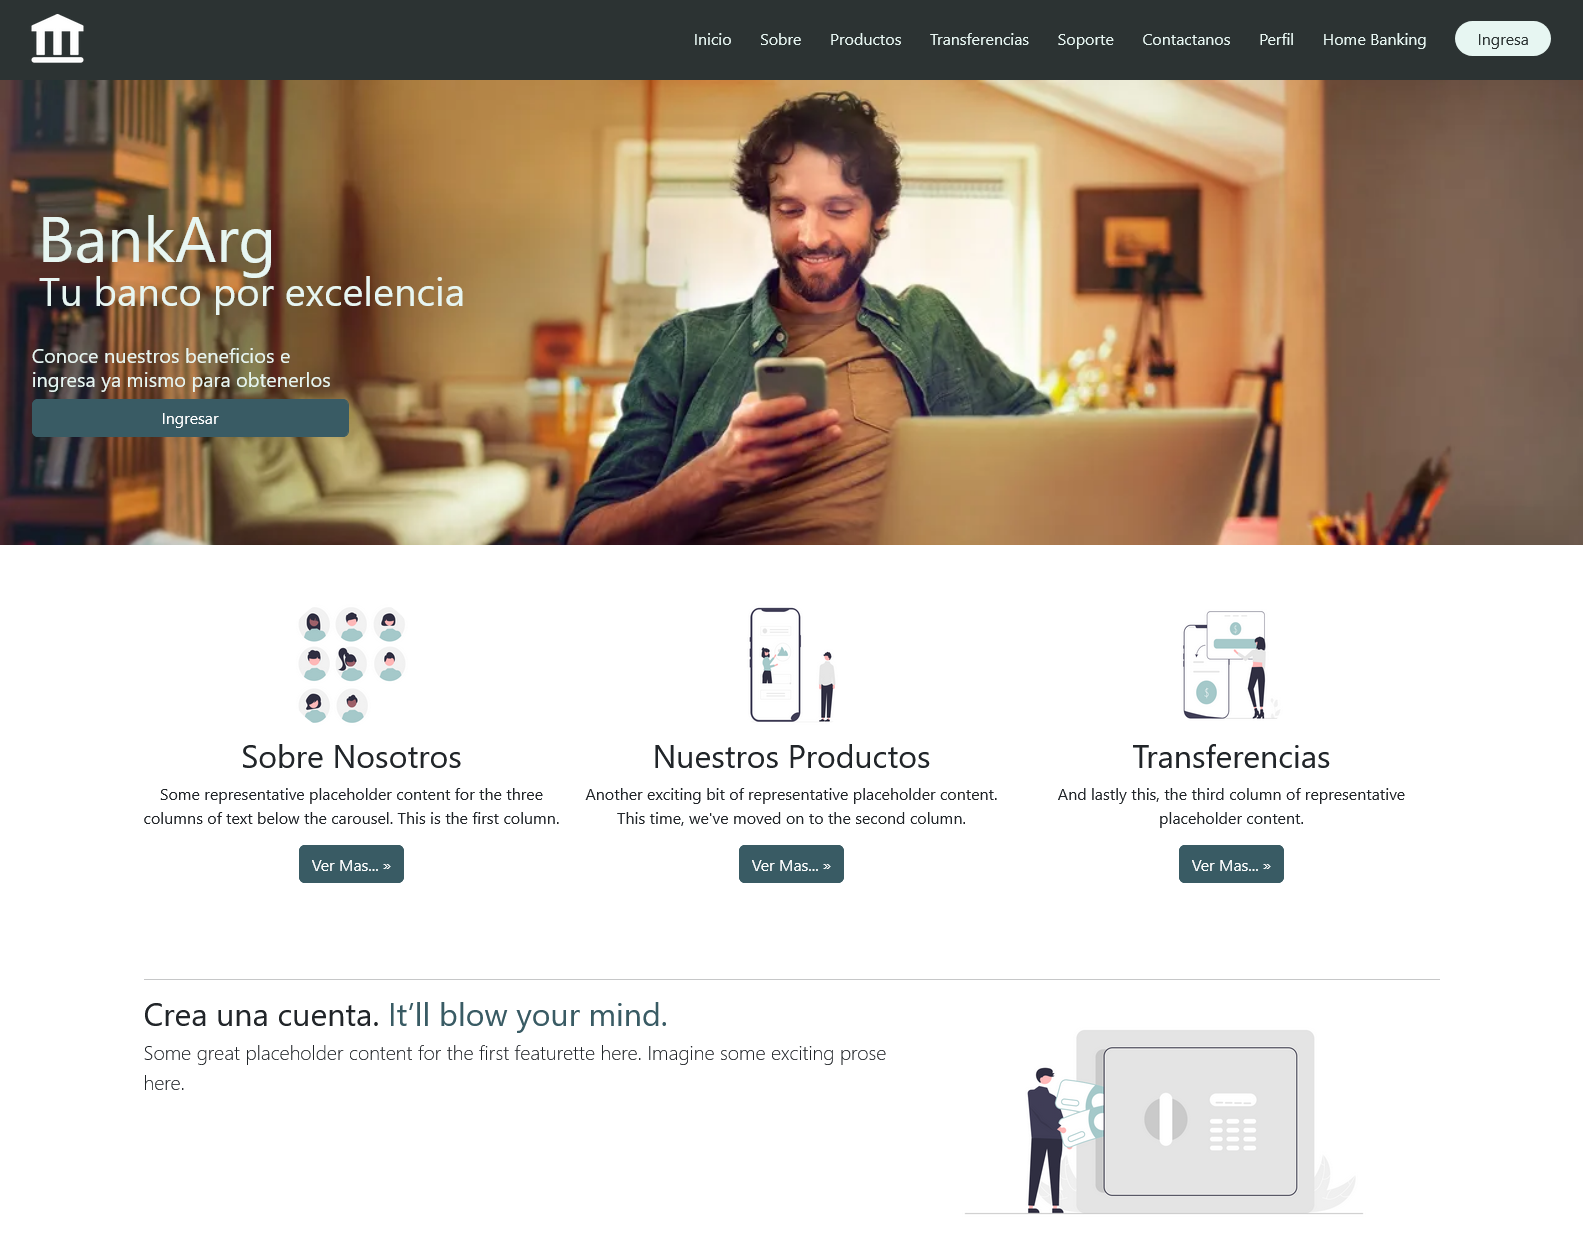 Inicio Sobre Productos Transferencias Soporte Contactanos Perfil Home Banking Ingresa
BankArg
Tu banco por excelencia
Conoce nuestros beneficios e
ingresa ya mismo para obtenerlos
Ingresar
Sobre Nosotros
Some representative placeholder content for the three
columns of text below the carousel. This is the first column.
Ver Mas... »
Nuestros Productos
Another exciting bit of representative placeholder content.
This time, we've moved on to the second column.
Ver Mas... »
Transferencias
And lastly this, the third column of representative
placeholder content.
Ver Mas... »
Crea una cuenta. It‘ll blow your mind.
Some great placeholder content for the first featurette here. Imagine some exciting prose
here.